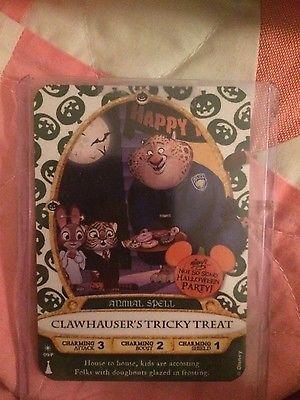 HAPPY
Mickey's
NOT-SO-SCARY
HALLOWEEN
PARTY!
ANIMAL SPELL
CLAWHAUSER'S TRICKY TREAT
CHARMING ATTACK 3 CHARMING BOOST 2 CHARMING SHIELD 1
09/P
House to house, kids are accosting
Folks with doughnuts glazed in frosting.
© Disney